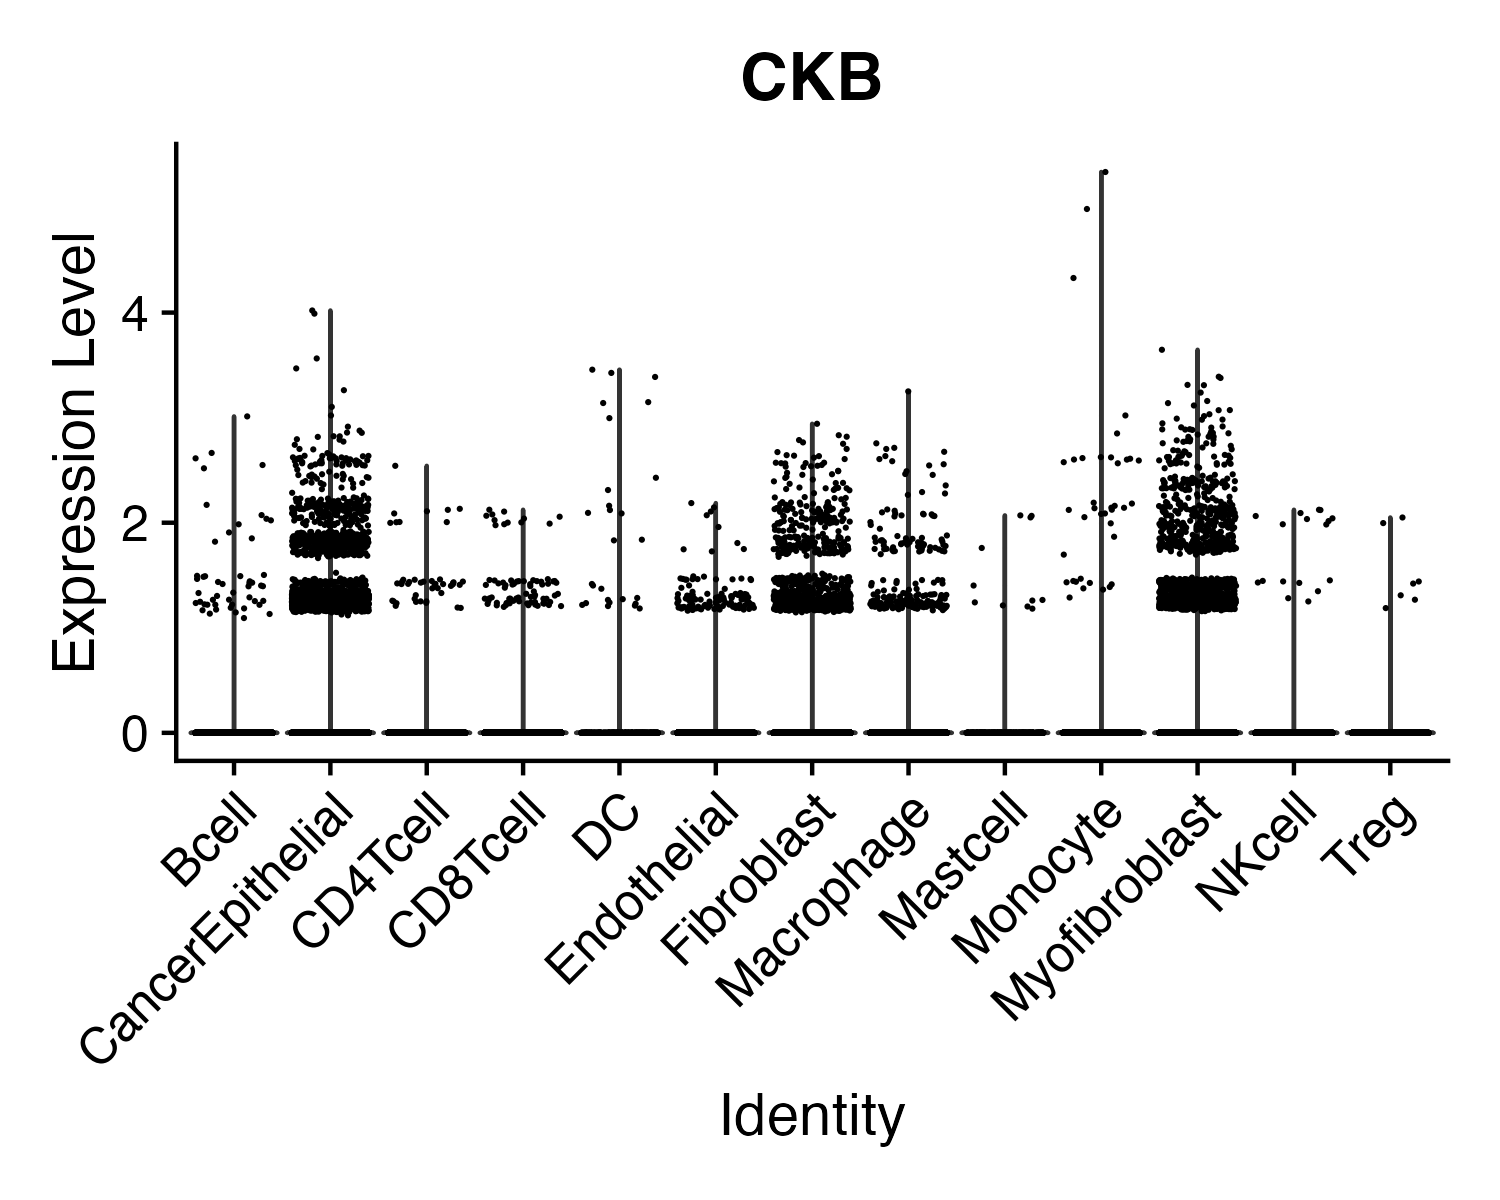 CKB
Expression Level
4
2
0
Bcell
CancerEpithelial
CD4Tcell
CD8Tcell
DC
Endothelial
Fibroblast
Macrophage
Mastcell
Monocyte
Myofibroblast
NKcell
Treg
Identity